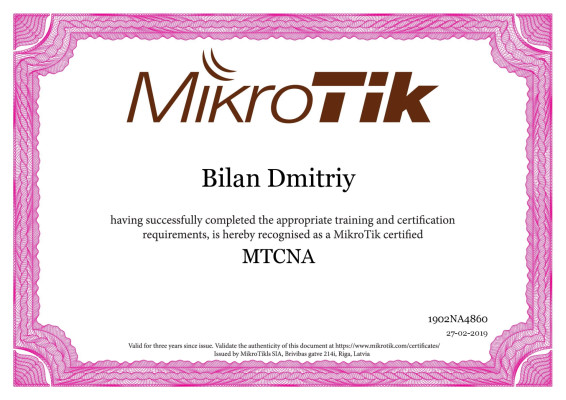 MikroTik
Bilan Dmitriy
having successfully completed the appropriate training and certification
requirements, is hereby recognised as a MikroTik certified
MTCNA
1902NA4860
27-02-2019
Valid for three years since issue. Validate the authenticity of this document at https://www.mikrotik.com/certificates/
Issued by MikroTikls SIA, Brivibas gatve 214i, Riga, Latvia